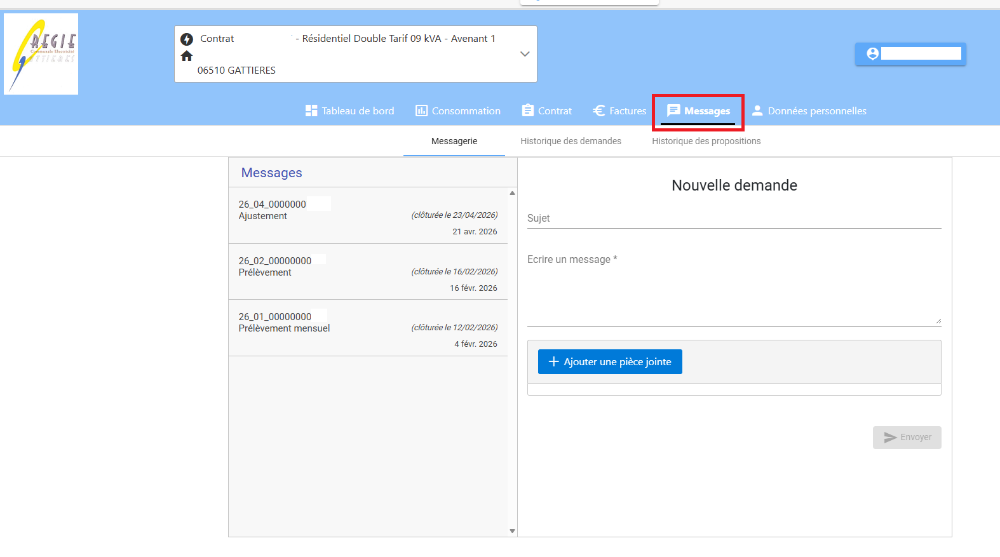 REGIE
Communale Electricité
GATTIERES
Contrat - Résidentiel Double Tarif 09 kVA - Avenant 1
06510 GATTIERES
Tableau de bord
Consommation
Contrat
Factures
Messages
Données personnelles
Messagerie
Historique des demandes
Historique des propositions
Messages
26_04_0000000
Ajustement
(clôturée le 23/04/2026)
21 avr. 2026
26_02_00000000
Prélèvement
(clôturée le 16/02/2026)
16 févr. 2026
26_01_00000000
Prélèvement mensuel
(clôturée le 12/02/2026)
4 févr. 2026
Nouvelle demande
Sujet
Ecrire un message *
Ajouter une pièce jointe
Envoyer